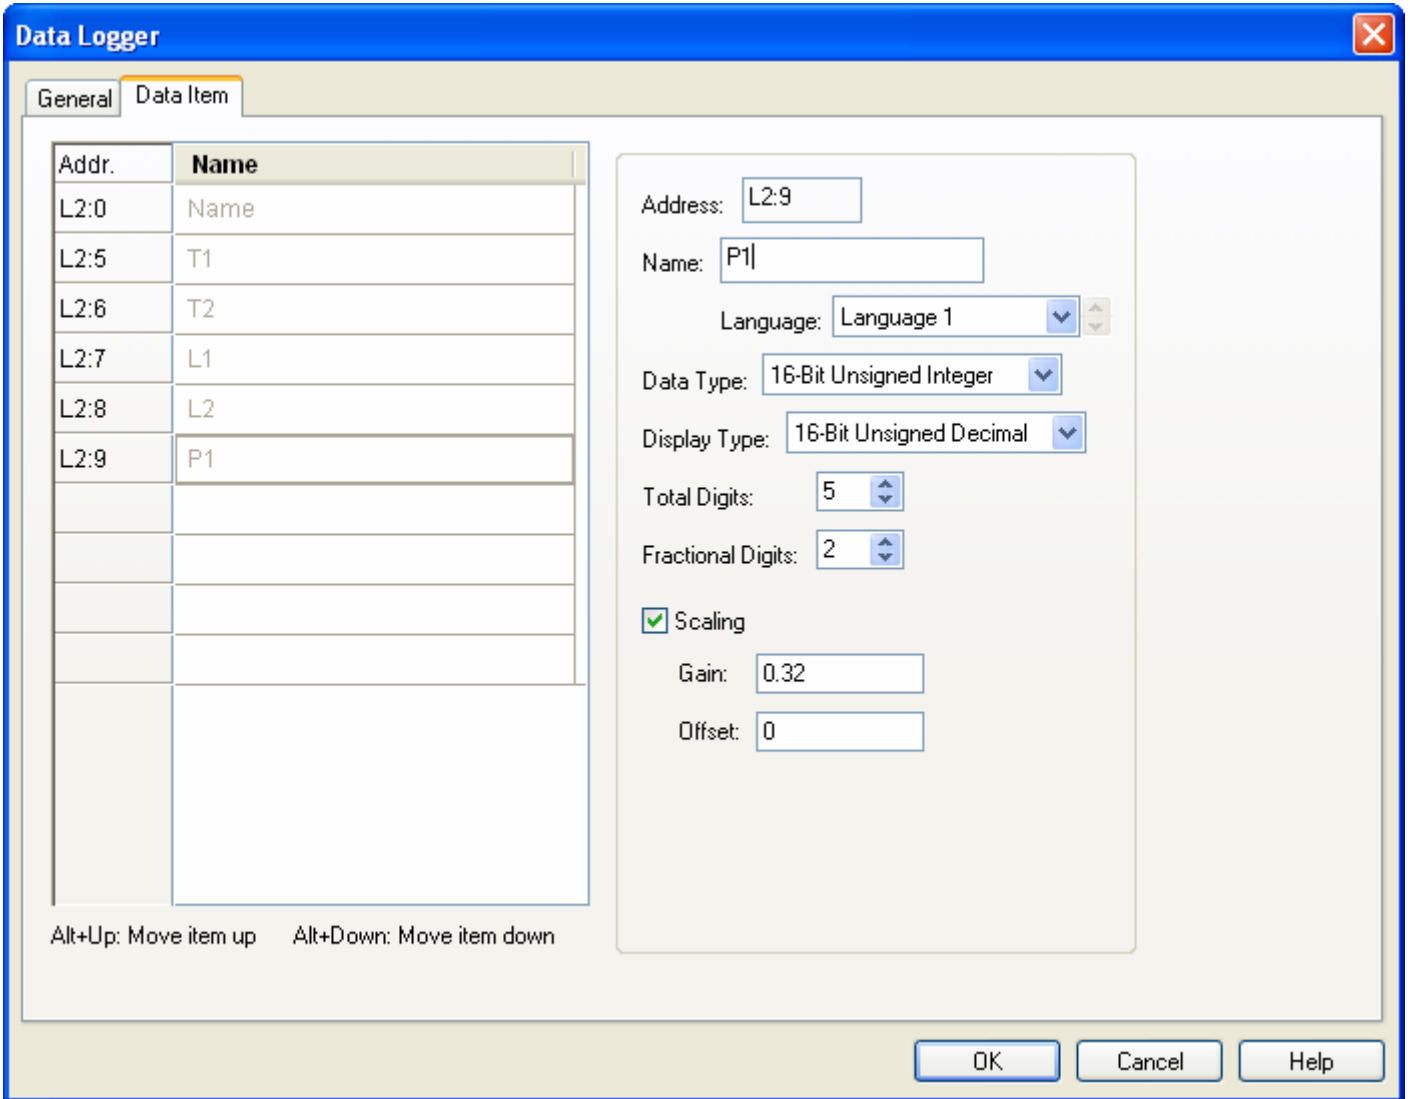 Data Logger
General Data Item
Addr. Name
L2:0 Name
L2:5 T1
L2:6 T2
L2:7 L1
L2:8 L2
L2:9 P1
Alt+Up: Move item up Alt+Down: Move item down
Address: L2:9
Name: P1
Language: Language 1
Data Type: 16-Bit Unsigned Integer
Display Type: 16-Bit Unsigned Decimal
Total Digits: 5
Fractional Digits: 2
Scaling
Gain: 0.32
Offset: 0
OK Cancel Help